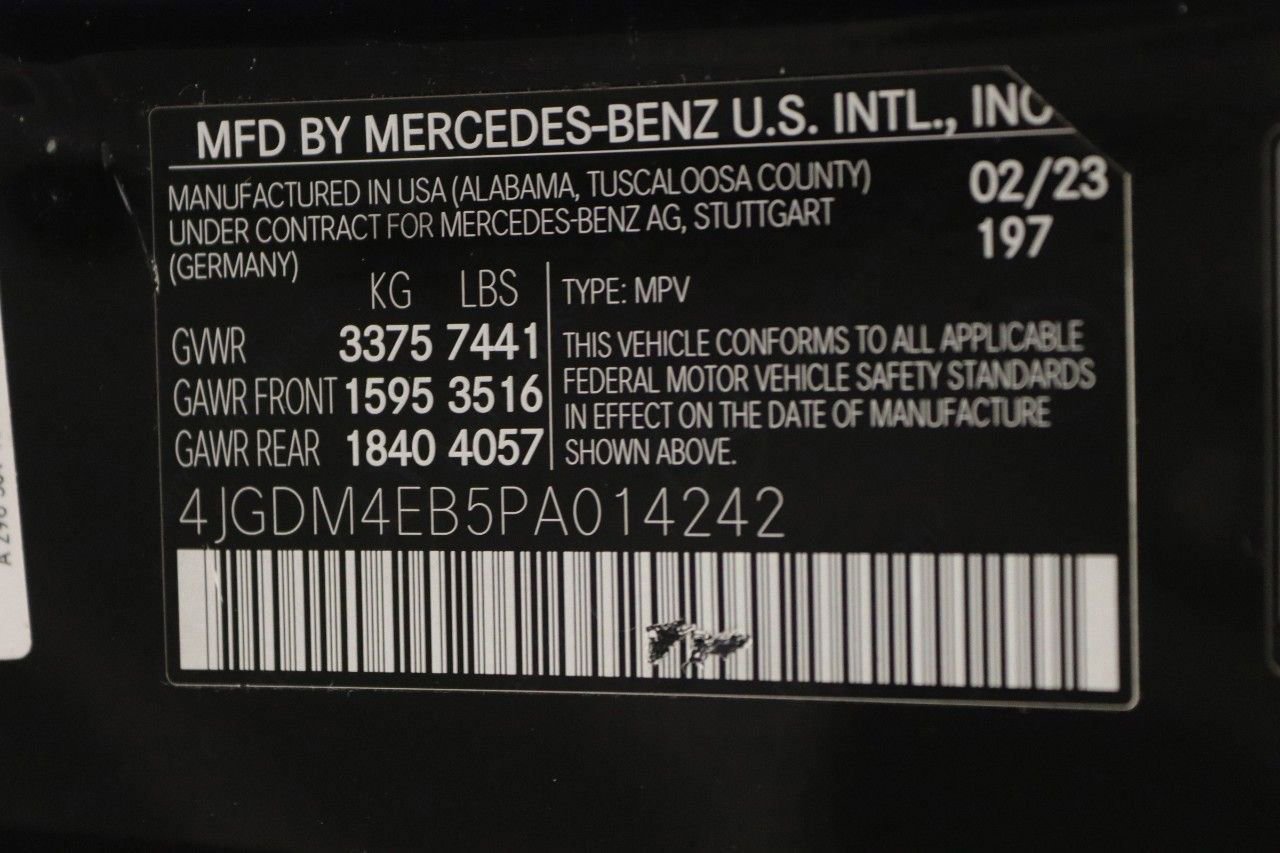 MFD BY MERCEDES-BENZ U.S. INTL., INC
MANUFACTURED IN USA (ALABAMA, TUSCALOOSA COUNTY)
UNDER CONTRACT FOR MERCEDES-BENZ AG, STUTTGART
(GERMANY)
02/23
197
KG LBS
GVWR 3375 7441
GAWR FRONT 1595 3516
GAWR REAR 1840 4057
TYPE: MPV
THIS VEHICLE CONFORMS TO ALL APPLICABLE
FEDERAL MOTOR VEHICLE SAFETY STANDARDS
IN EFFECT ON THE DATE OF MANUFACTURE
SHOWN ABOVE.
4JGDM4EB5PA014242